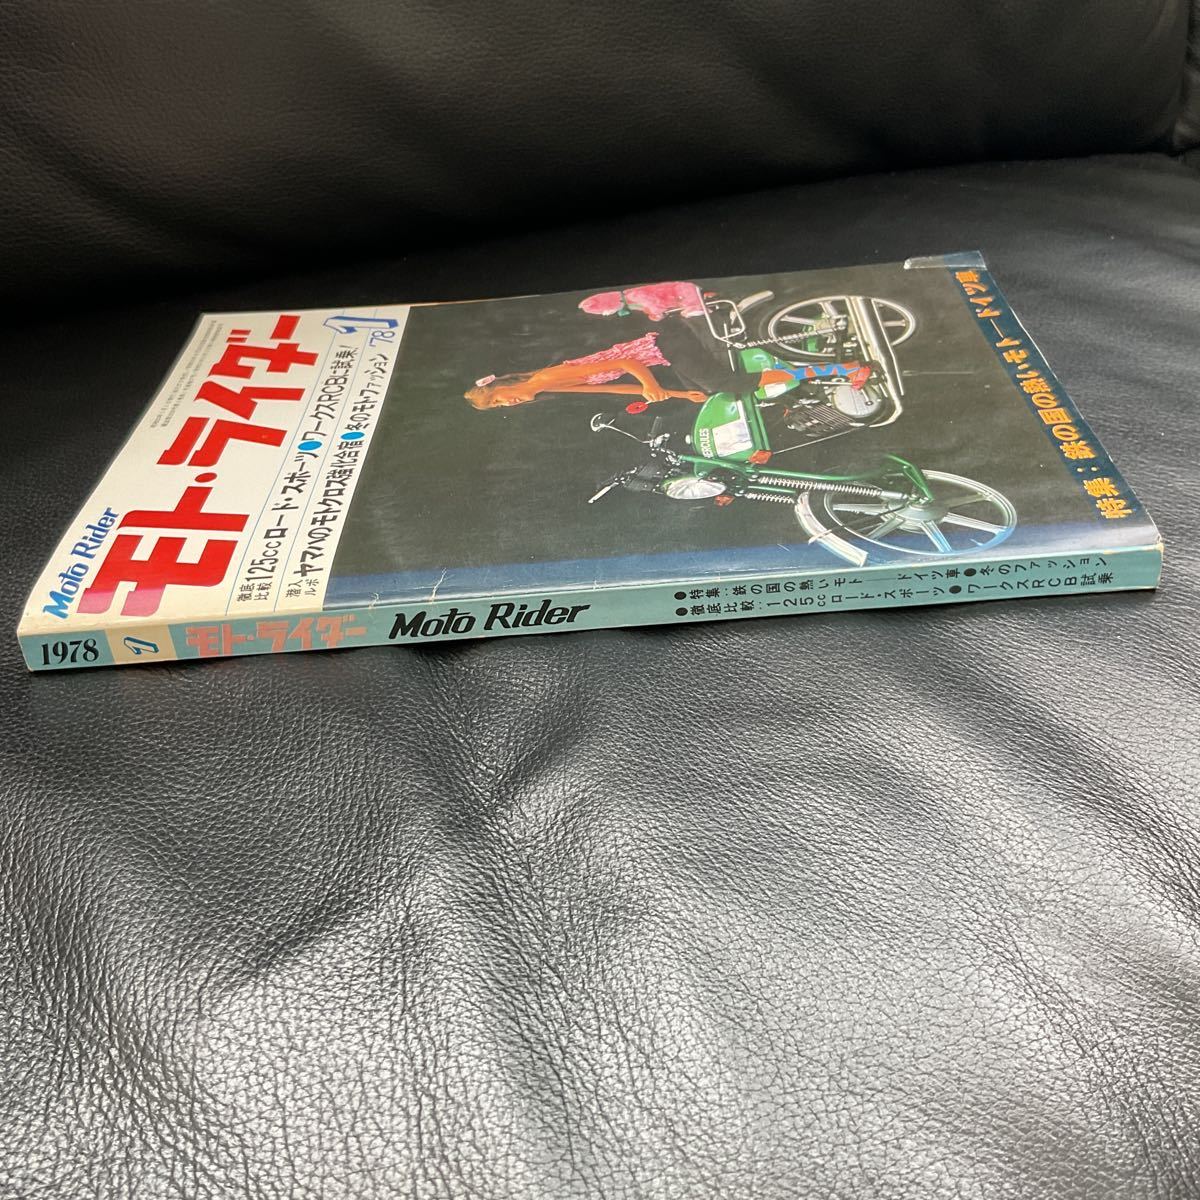 Moto Rider
モト・ライダー
1
'78
徹底比較 125ccロード・スポーツ●ワークスRCBに試乗!
潜入ルポ ヤマハのモトクロス強化合宿●冬のモトファッション
HERCULES
特集:鉄の国の熱いモト──ドイツ車
1978
1
モト・ライダー
Moto Rider
●特集:鉄の国の熱いモト──ドイツ車●冬のファッション
●徹底比較:125ccロード・スポーツ●ワークスRCB試乗